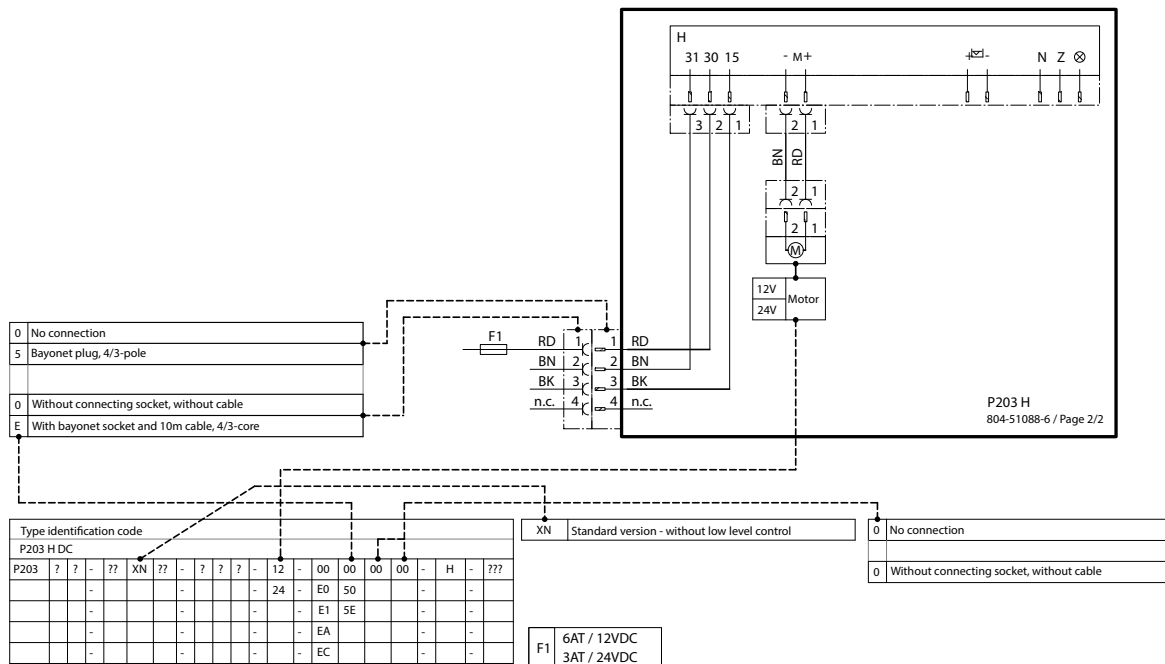 H
31 30 15 - M + + - N Z
3 2 1 2 1
BN RD
2 1
2 1
M
12V Motor
24V
0 No connection
5 Bayonet plug, 4/3-pole
0 Without connecting socket, without cable
E With bayonet socket and 10m cable, 4/3-core
F1 RD 1 1 RD
BN 2 2 BN
BK 3 3 BK
n.c. 4 4 n.c.
P203 H
804-51088-6 / Page 2/2
Type identification code
P203 H DC
P203 ? ? - ?? XN ?? - ? ? ? - 12 - 00 00 00 00 - H - ???
- - - 24 - E0 50 - -
- - - - E1 5E - -
- - - - EA - -
- - - - EC - -
XN Standard version - without low level control
0 No connection
0 Without connecting socket, without cable
F1 6AT / 12VDC
3AT / 24VDC